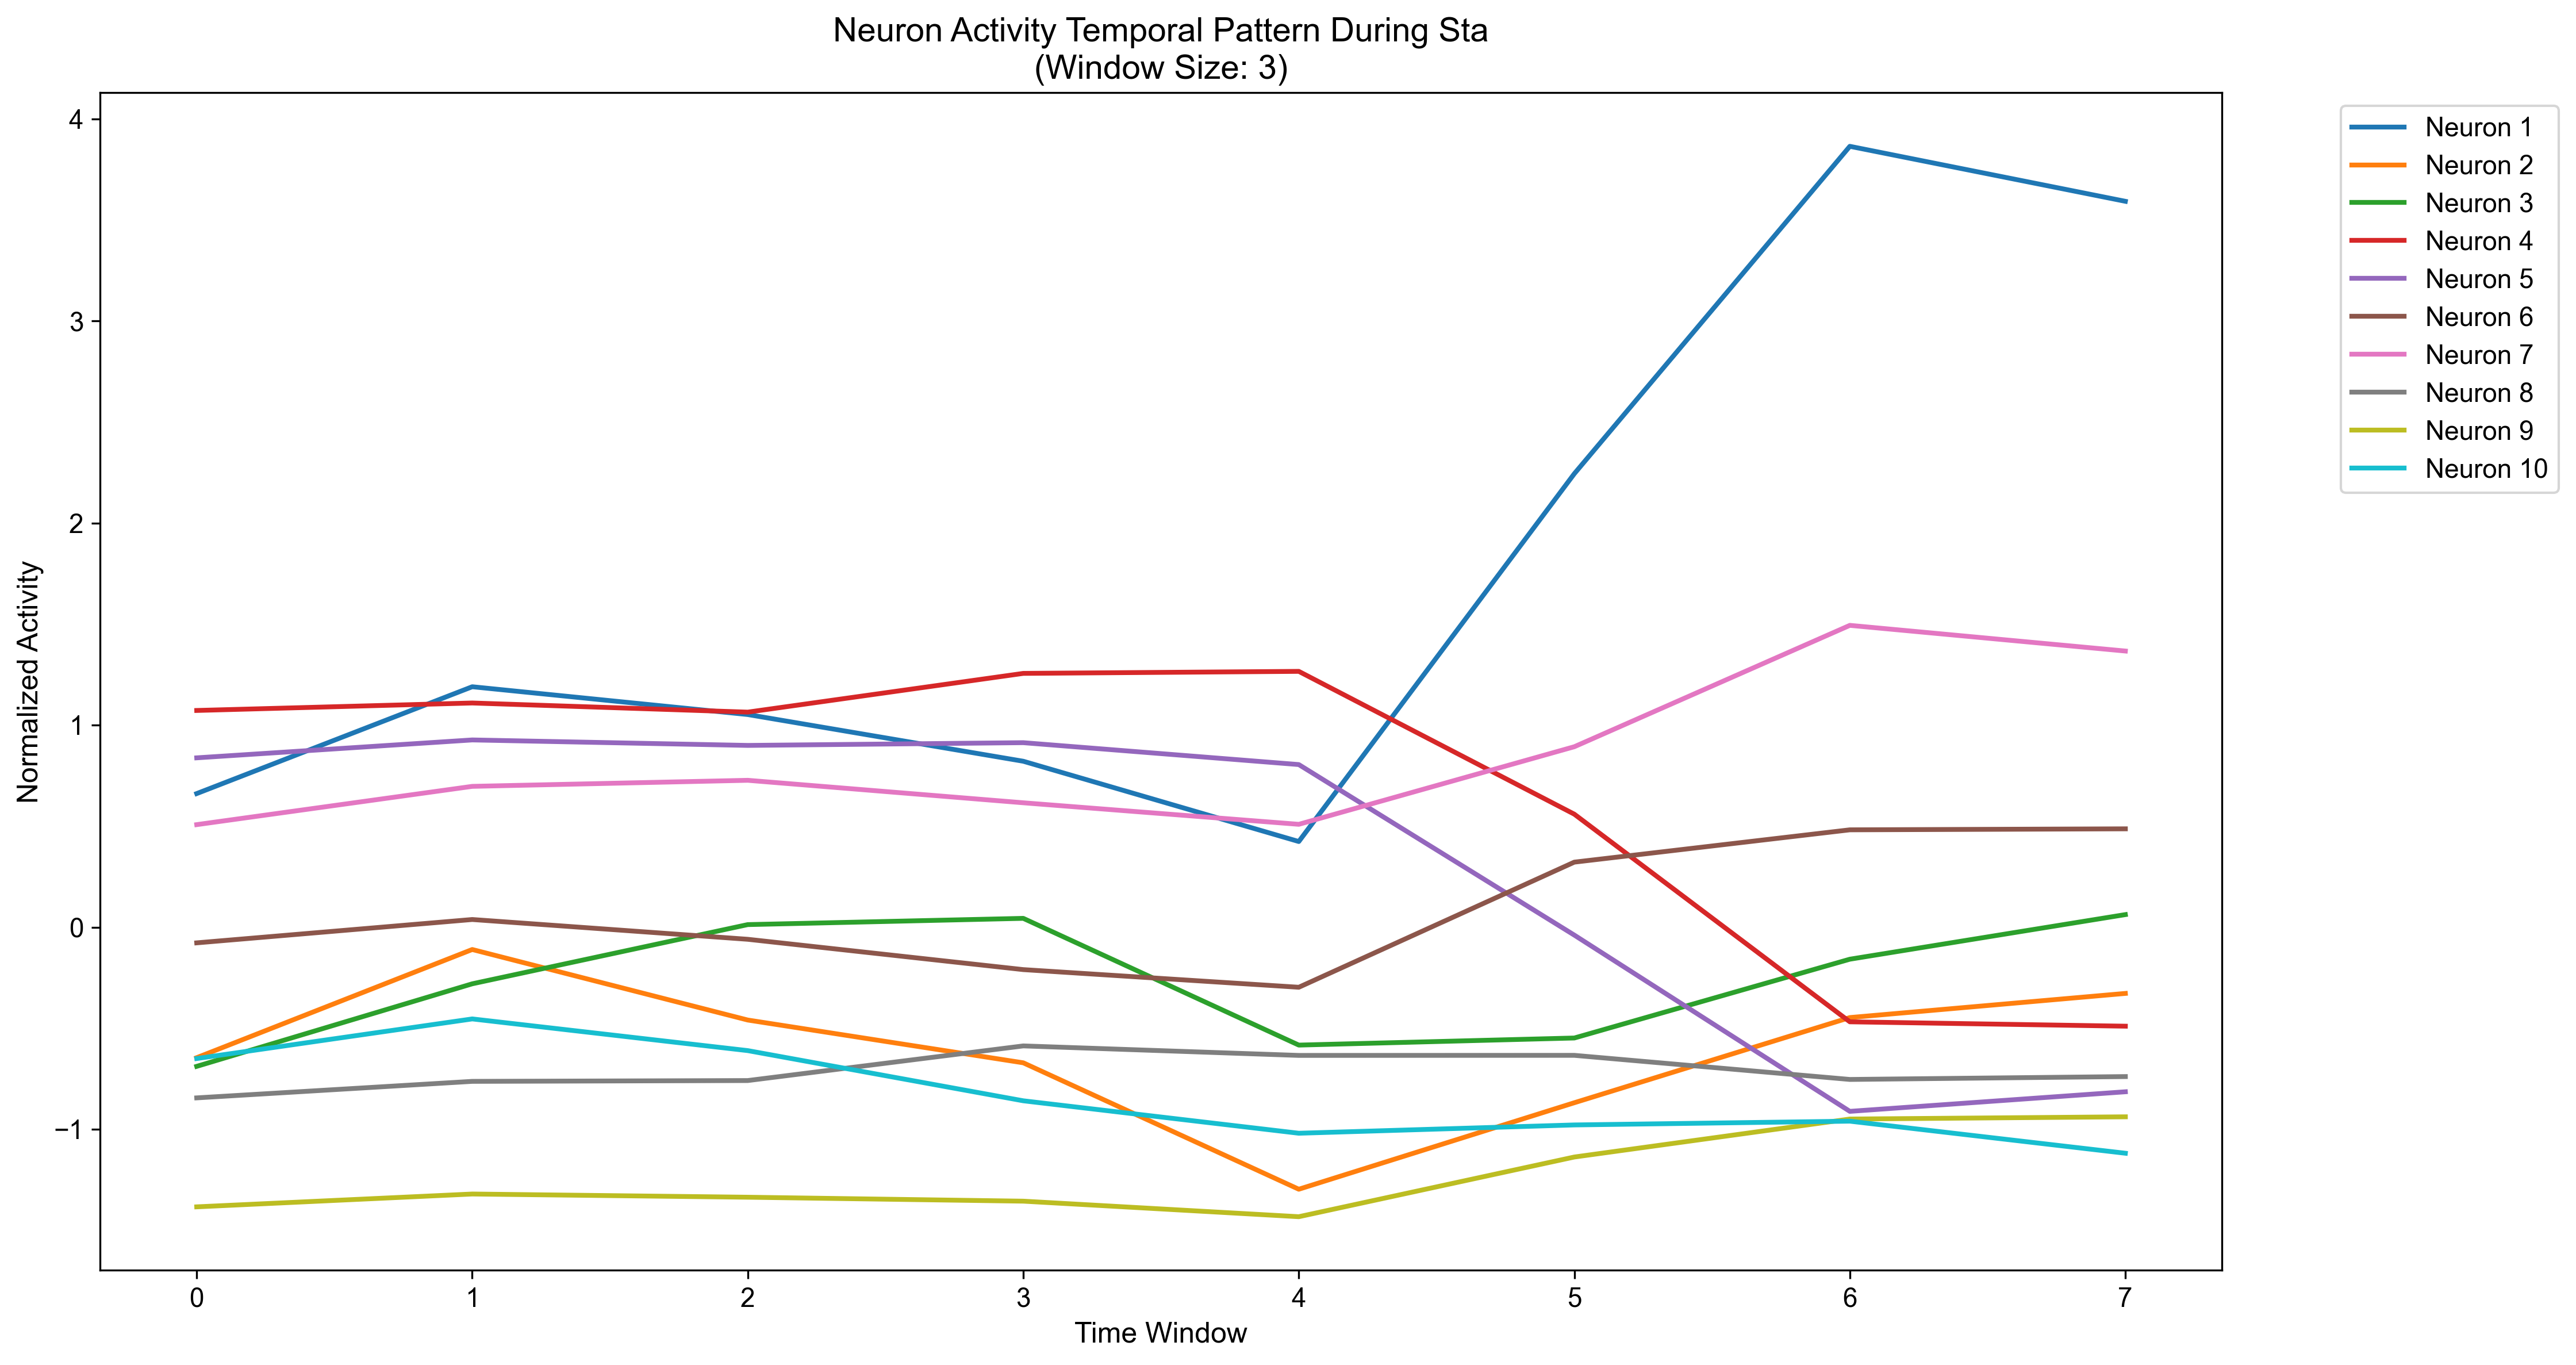 Neuron Activity Temporal Pattern During Sta
(Window Size: 3)
4
3
2
1
0
−1
Normalized Activity
0 1 2 3 4 5 6 7
Time Window
Neuron 1
Neuron 2
Neuron 3
Neuron 4
Neuron 5
Neuron 6
Neuron 7
Neuron 8
Neuron 9
Neuron 10